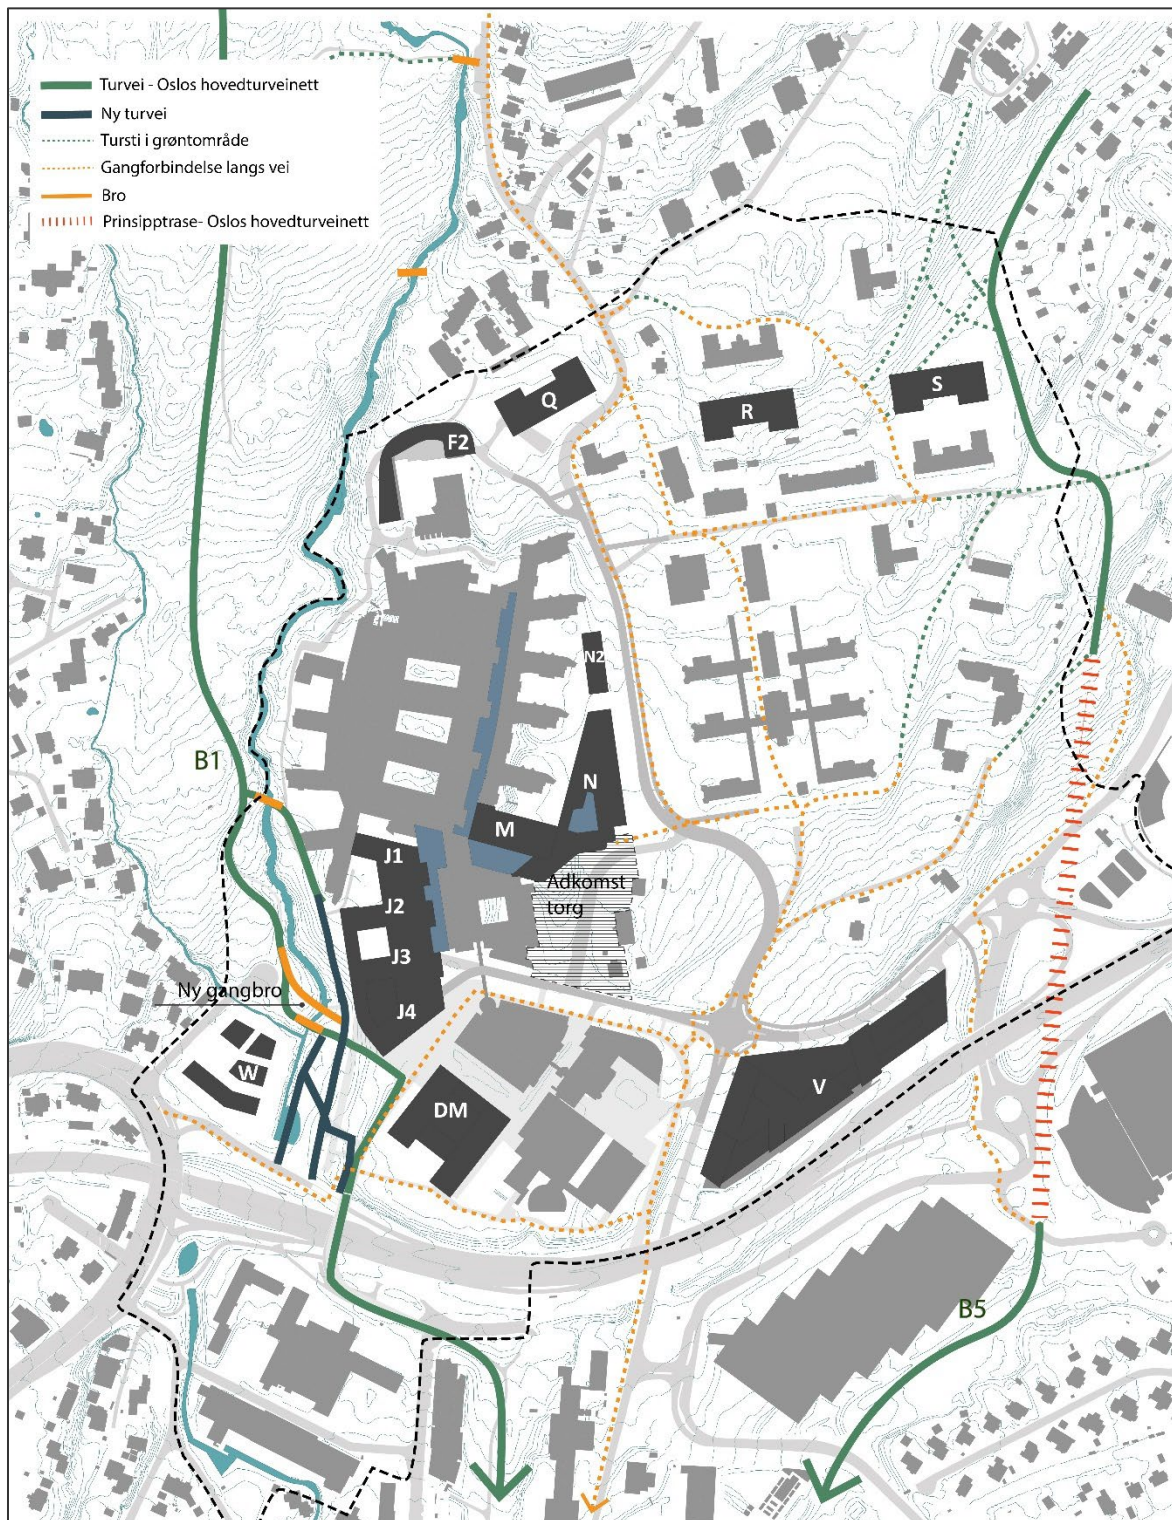 Turvei - Oslos hovedturveinett
Ny turvei
Tursti i grøntområde
Gangforbindelse langs vei
Bro
Prinsipptrase- Oslos hovedturveinett
S
Q
R
F2
N2
B1
N
M
J1
Adkomst
torg
J2
J3
Ny gangbro
J4
W
V
DM
B5